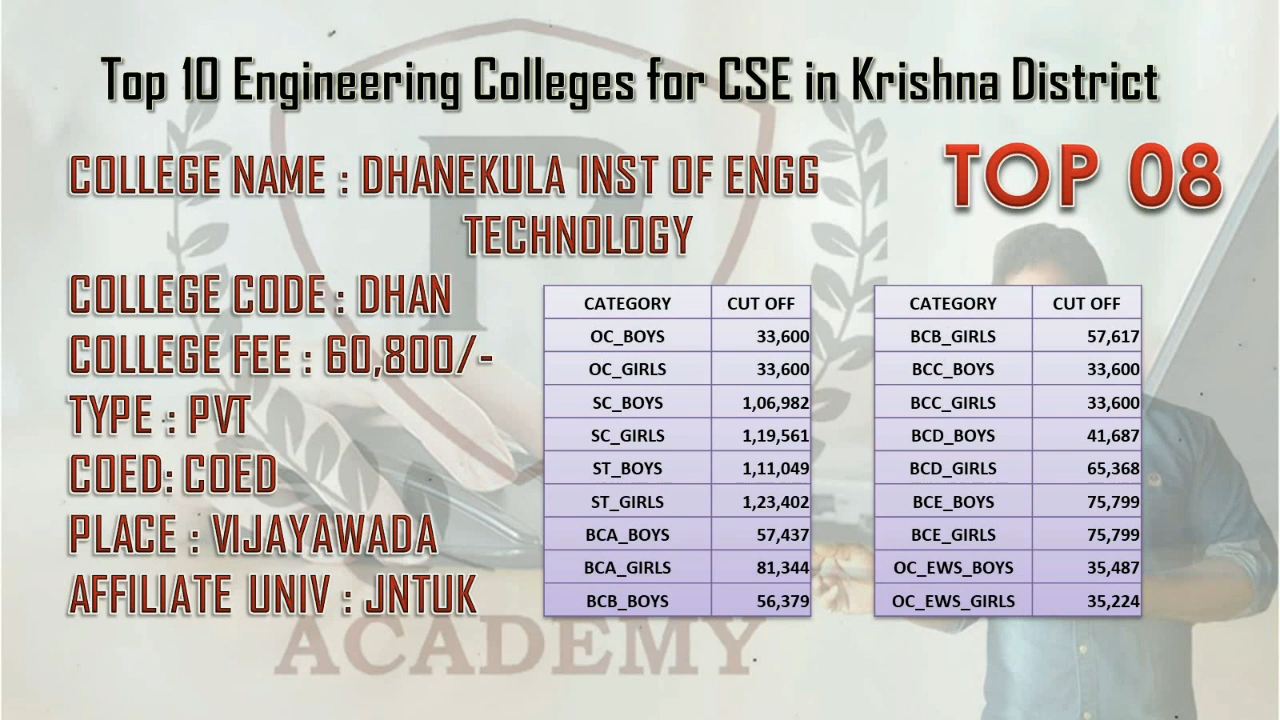 Top 10 Engineering Colleges for CSE in Krishna District
TOP 08
COLLEGE NAME : DHANEKULA INST OF ENGG
TECHNOLOGY
COLLEGE CODE : DHAN
COLLEGE FEE : 60,800/-
TYPE : PVT
COED: COED
PLACE : VIJAYAWADA
AFFILIATE UNIV : JNTUK
CATEGORY CUT OFF
OC_BOYS 33,600
OC_GIRLS 33,600
SC_BOYS 1,06,982
SC_GIRLS 1,19,561
ST_BOYS 1,11,049
ST_GIRLS 1,23,402
BCA_BOYS 57,437
BCA_GIRLS 81,344
BCB_BOYS 56,379
CATEGORY CUT OFF
BCB_GIRLS 57,617
BCC_BOYS 33,600
BCC_GIRLS 33,600
BCD_BOYS 41,687
BCD_GIRLS 65,368
BCE_BOYS 75,799
BCE_GIRLS 75,799
OC_EWS_BOYS 35,487
OC_EWS_GIRLS 35,224
P
ACADEMY